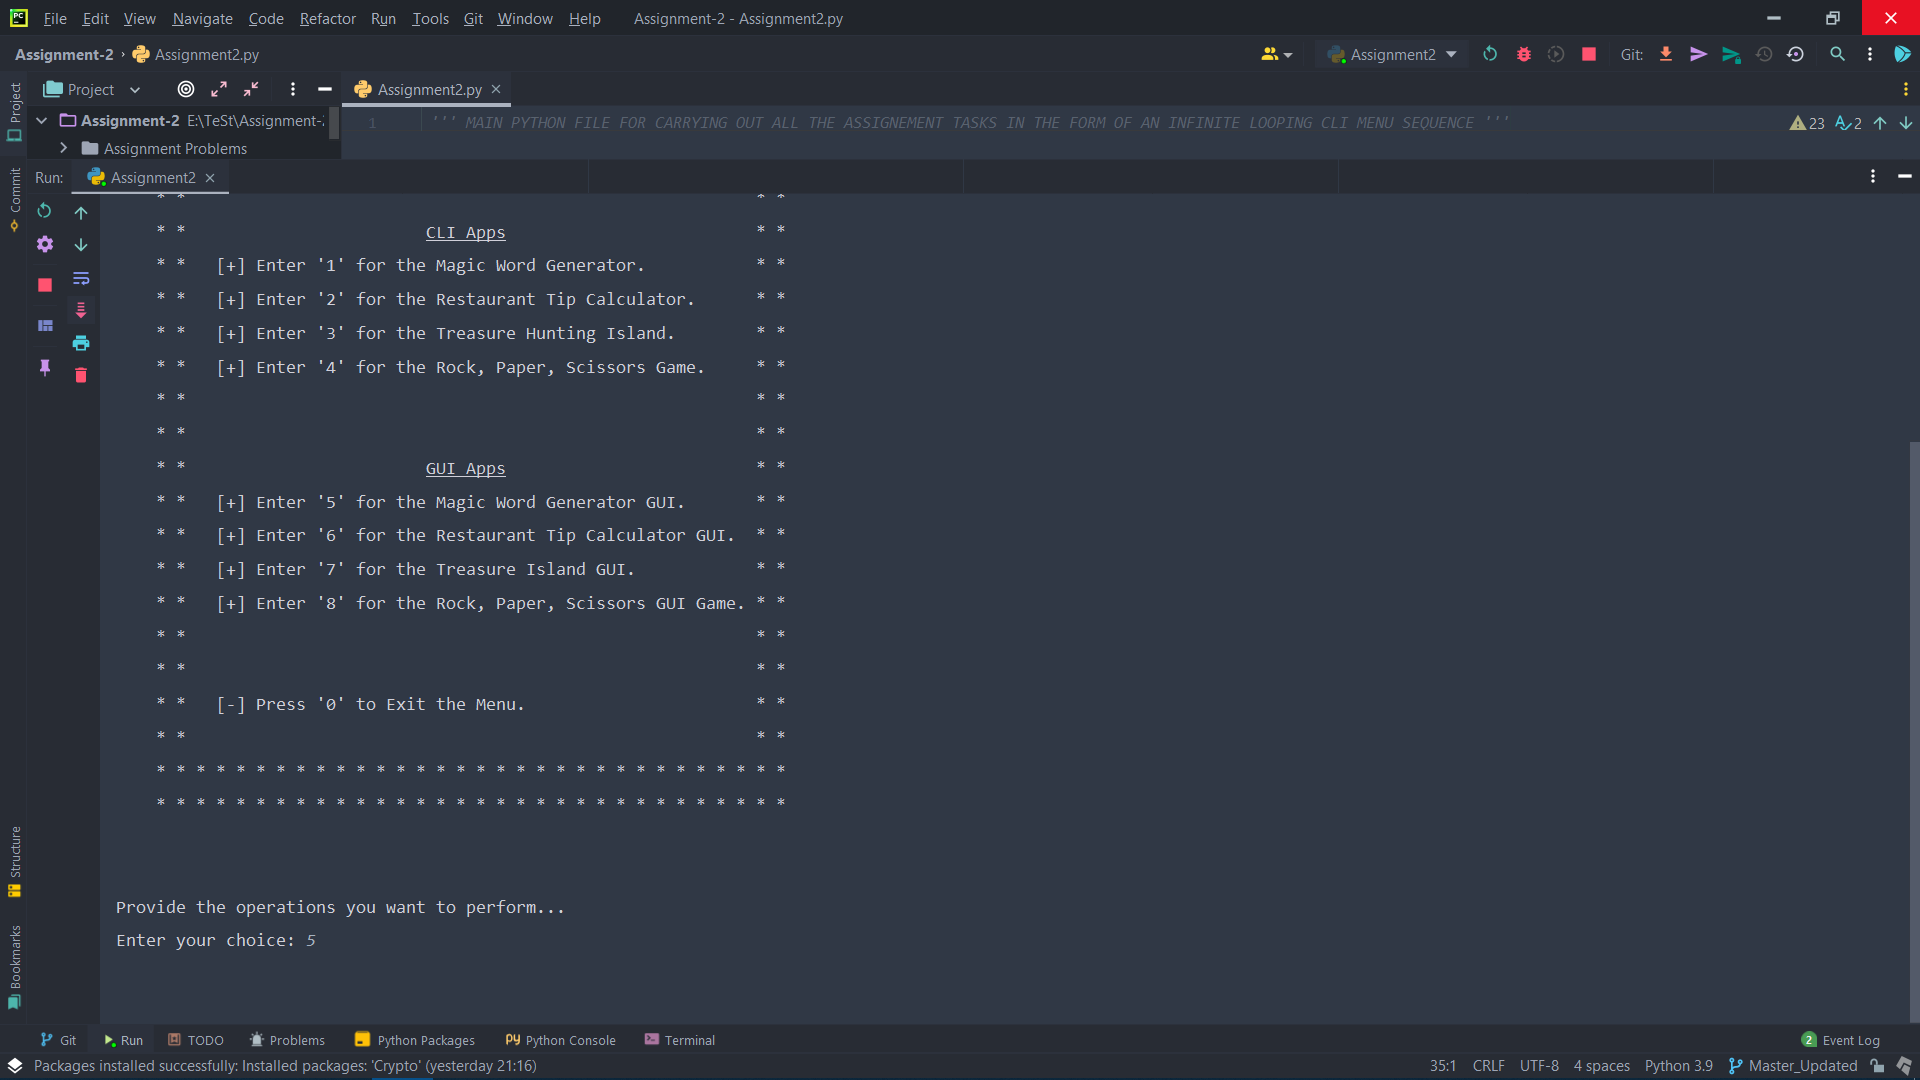 File Edit View Navigate Code Refactor Run Tools Git Window Help Assignment-2 - Assignment2.py
Assignment-2 › Assignment2.py Assignment2 Git:
Project Assignment2.py
Assignment-2 E:\TeSt\Assignment-
1 ''' MAIN PYTHON FILE FOR CARRYING OUT ALL THE ASSIGNEMENT TASKS IN THE FORM OF AN INFINITE LOOPING CLI MENU SEQUENCE ''' 23 2
Assignment Problems
Run: Assignment2
Project
Commit
Structure
Bookmarks
* * * *
* * CLI Apps * *
* * [+] Enter '1' for the Magic Word Generator. * *
* * [+] Enter '2' for the Restaurant Tip Calculator. * *
* * [+] Enter '3' for the Treasure Hunting Island. * *
* * [+] Enter '4' for the Rock, Paper, Scissors Game. * *
* * * *
* * * *
* * GUI Apps * *
* * [+] Enter '5' for the Magic Word Generator GUI. * *
* * [+] Enter '6' for the Restaurant Tip Calculator GUI. * *
* * [+] Enter '7' for the Treasure Island GUI. * *
* * [+] Enter '8' for the Rock, Paper, Scissors GUI Game. * *
* * * *
* * * *
* * [-] Press '0' to Exit the Menu. * *
* * * *
* * * * * * * * * * * * * * * * * * * * * * * * * * * * * * * *
* * * * * * * * * * * * * * * * * * * * * * * * * * * * * * * *
Provide the operations you want to perform...
Enter your choice: 5
Git Run TODO Problems Python Packages Python Console Terminal 2 Event Log
Packages installed successfully: Installed packages: 'Crypto' (yesterday 21:16) 35:1 CRLF UTF-8 4 spaces Python 3.9 Master_Updated